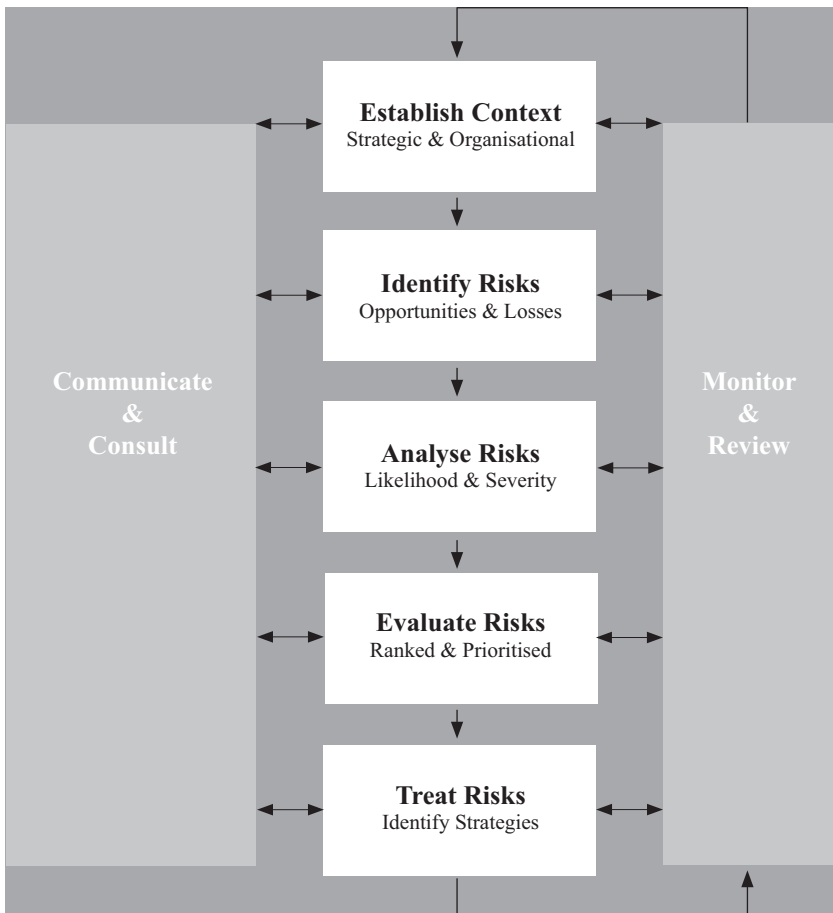 Establish Context
Strategic & Organisational
Identify Risks
Opportunities & Losses
Communicate
&
Consult
Monitor
&
Review
Analyse Risks
Likelihood & Severity
Evaluate Risks
Ranked & Prioritised
Treat Risks
Identify Strategies